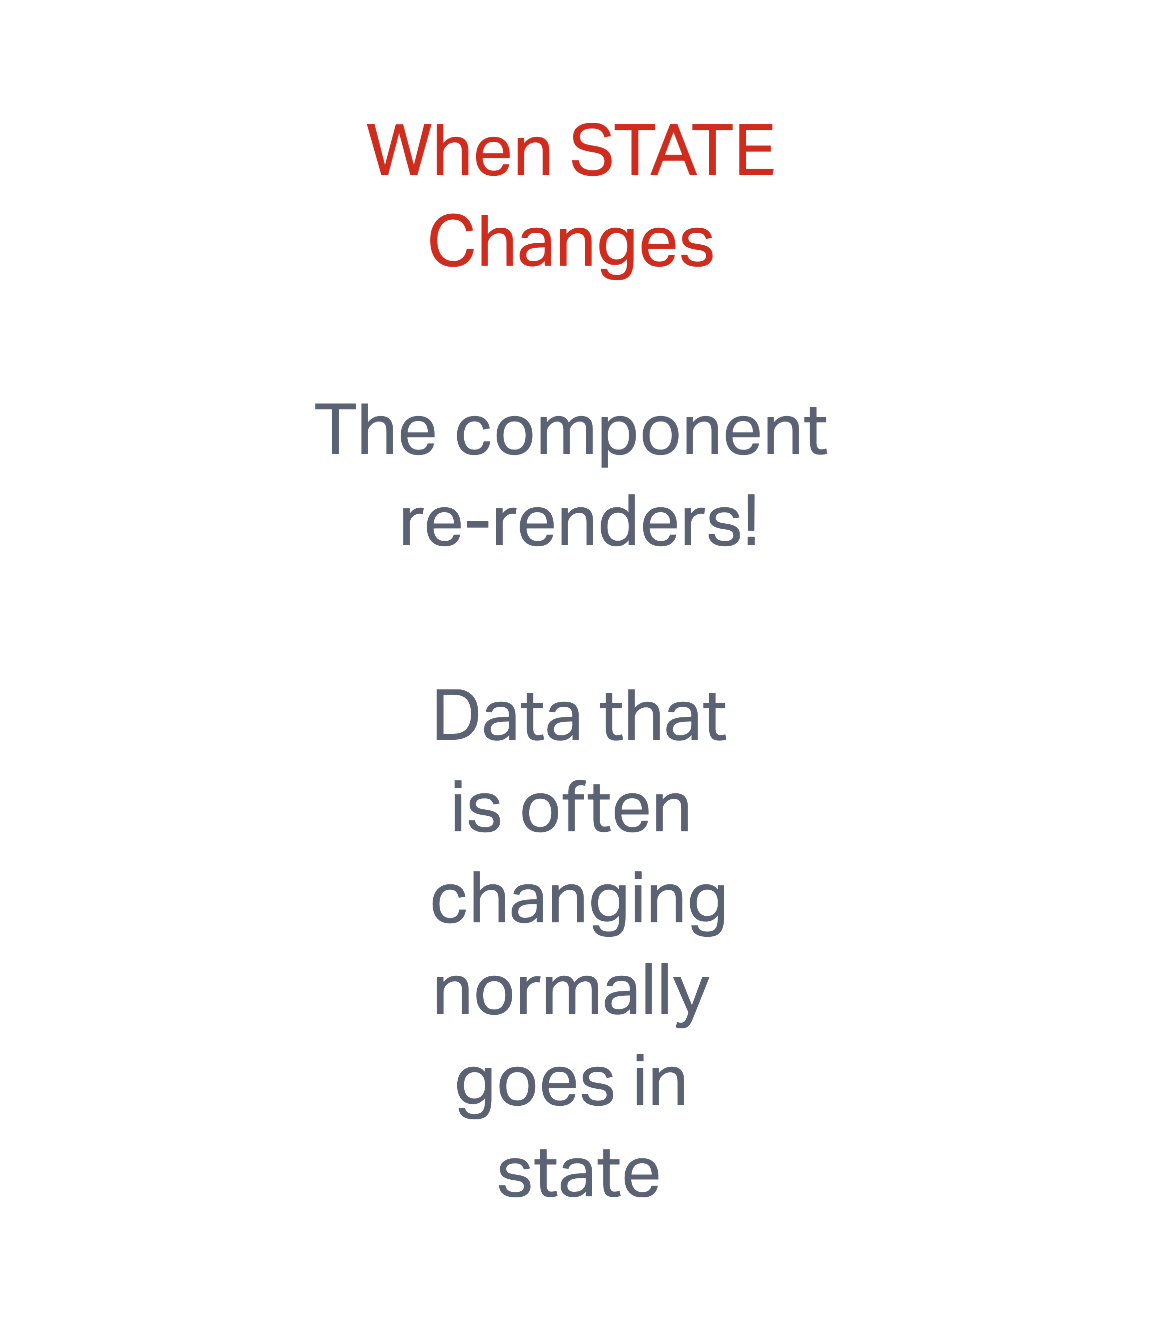 When STATE
Changes
The component
re-renders!
Data that
is often
changing
normally
goes in
state